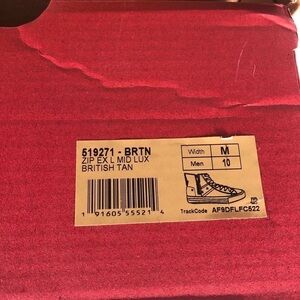 519271 - BRTN
ZIP EX L MID LUX
BRITISH TAN
Width M
Men 10
1 91605 55521 4
TrackCode AF9DFLFC522